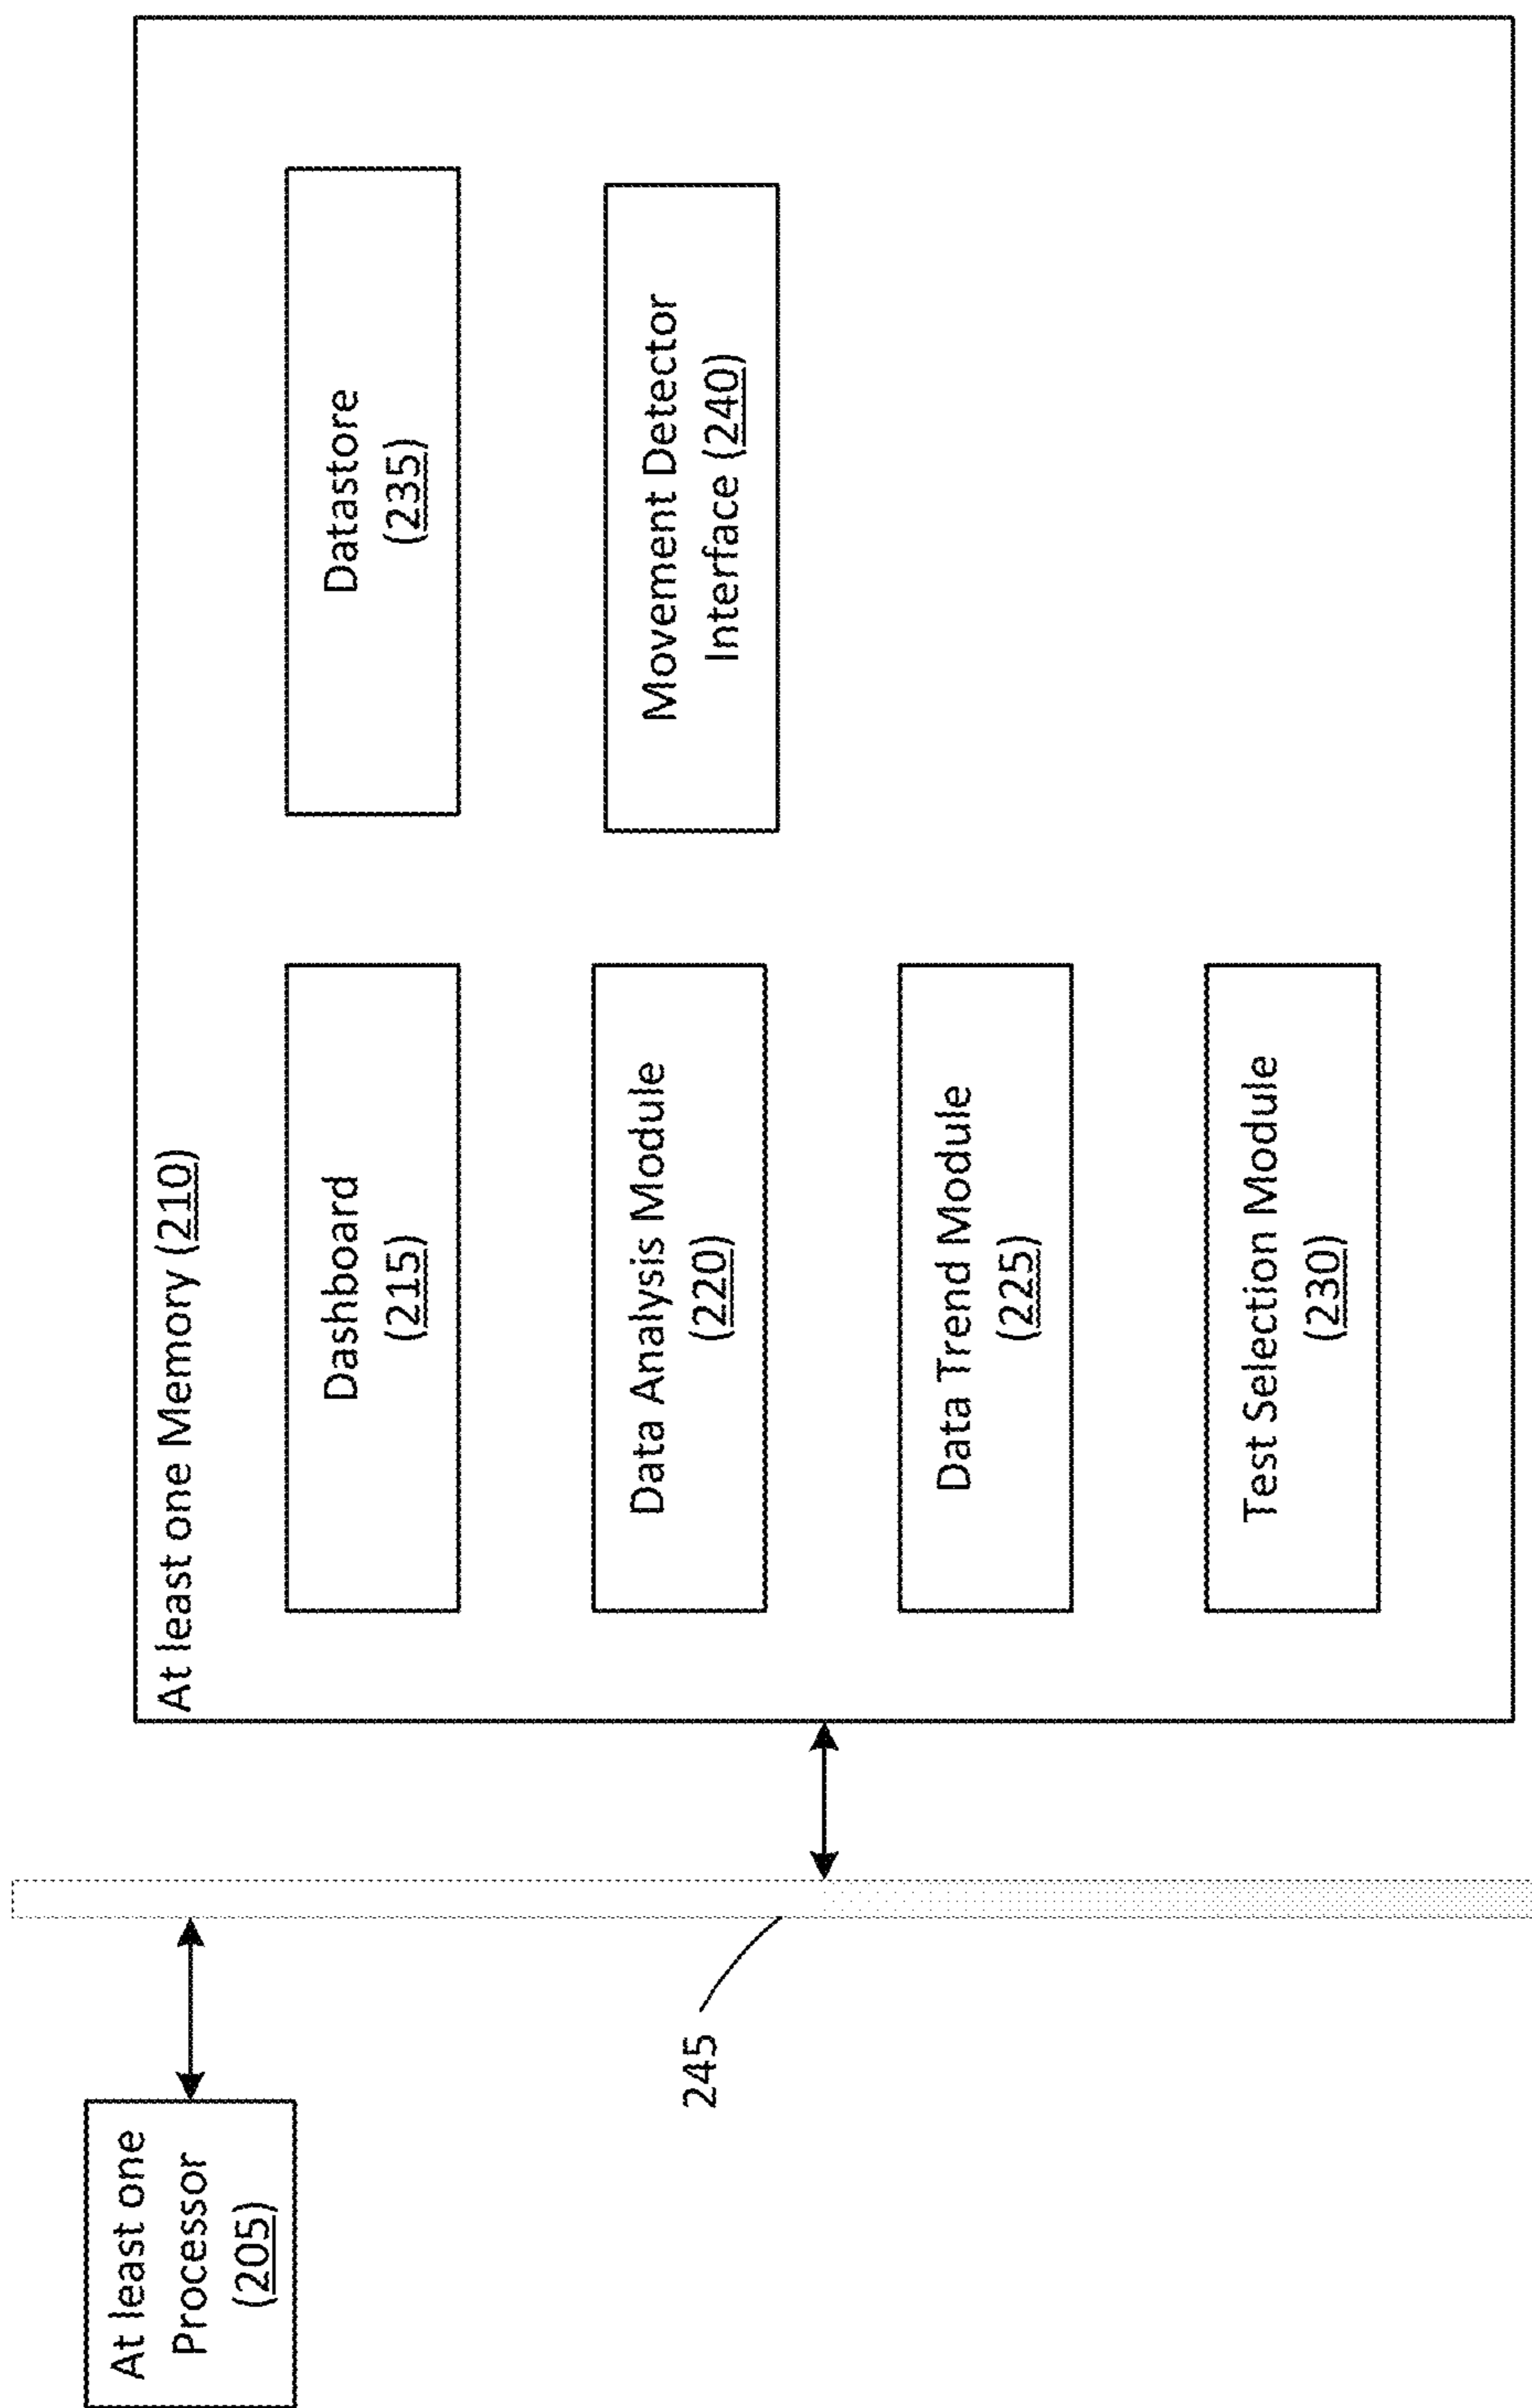 At least one
Processor
(205)
245
At least one Memory (210)
Dashboard
(215)
Data Analysis Module
(220)
Data Trend Module
(225)
Test Selection Module
(230)
Datastore
(235)
Movement Detector
Interface (240)